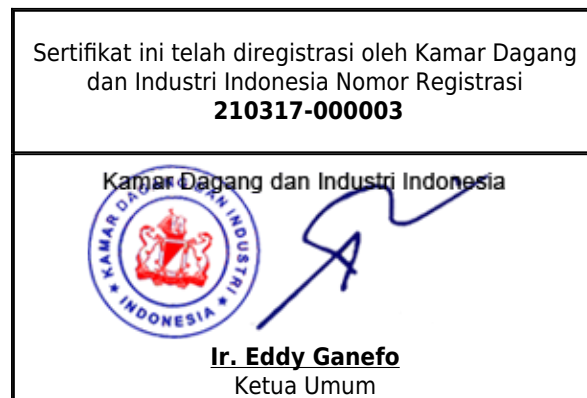 Sertifikat ini telah diregistrasi oleh Kamar Dagang
dan Industri Indonesia Nomor Registrasi
210317-000003
Kamar Dagang dan Industri Indonesia
KAMAR DAGANG DAN INDUSTRI
INDONESIA
Ir. Eddy Ganefo
Ketua Umum